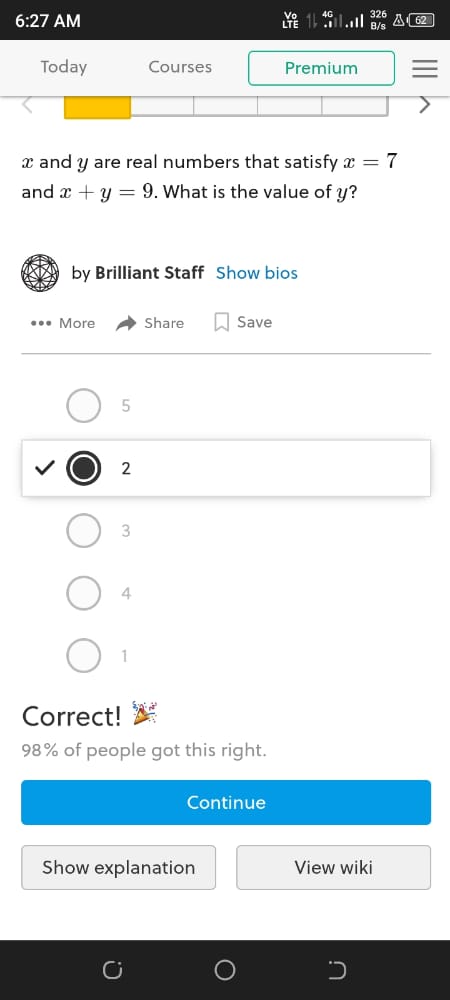 6:27 AM Vo LTE 4G 326 B/s 62
Today Courses Premium
x and y are real numbers that satisfy x = 7
and x + y = 9. What is the value of y?
by Brilliant Staff Show bios
More Share Save
5
2
3
4
1
Correct!
98% of people got this right.
Continue
Show explanation View wiki